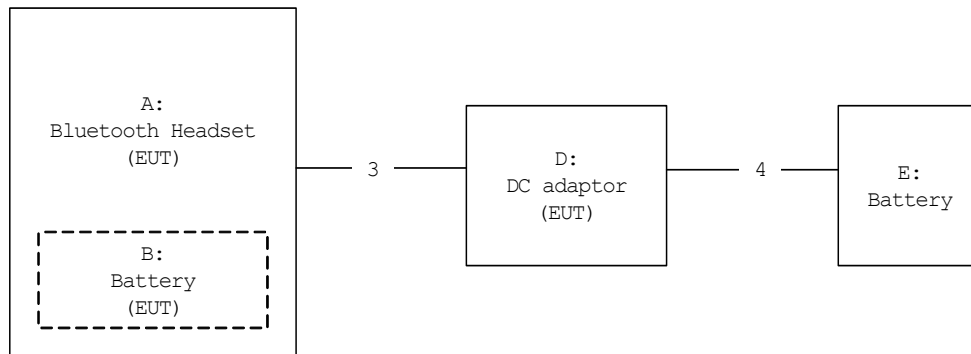 A:
Bluetooth Headset
(EUT)
B:
Battery
(EUT)
3
D:
DC adaptor
(EUT)
4
E:
Battery